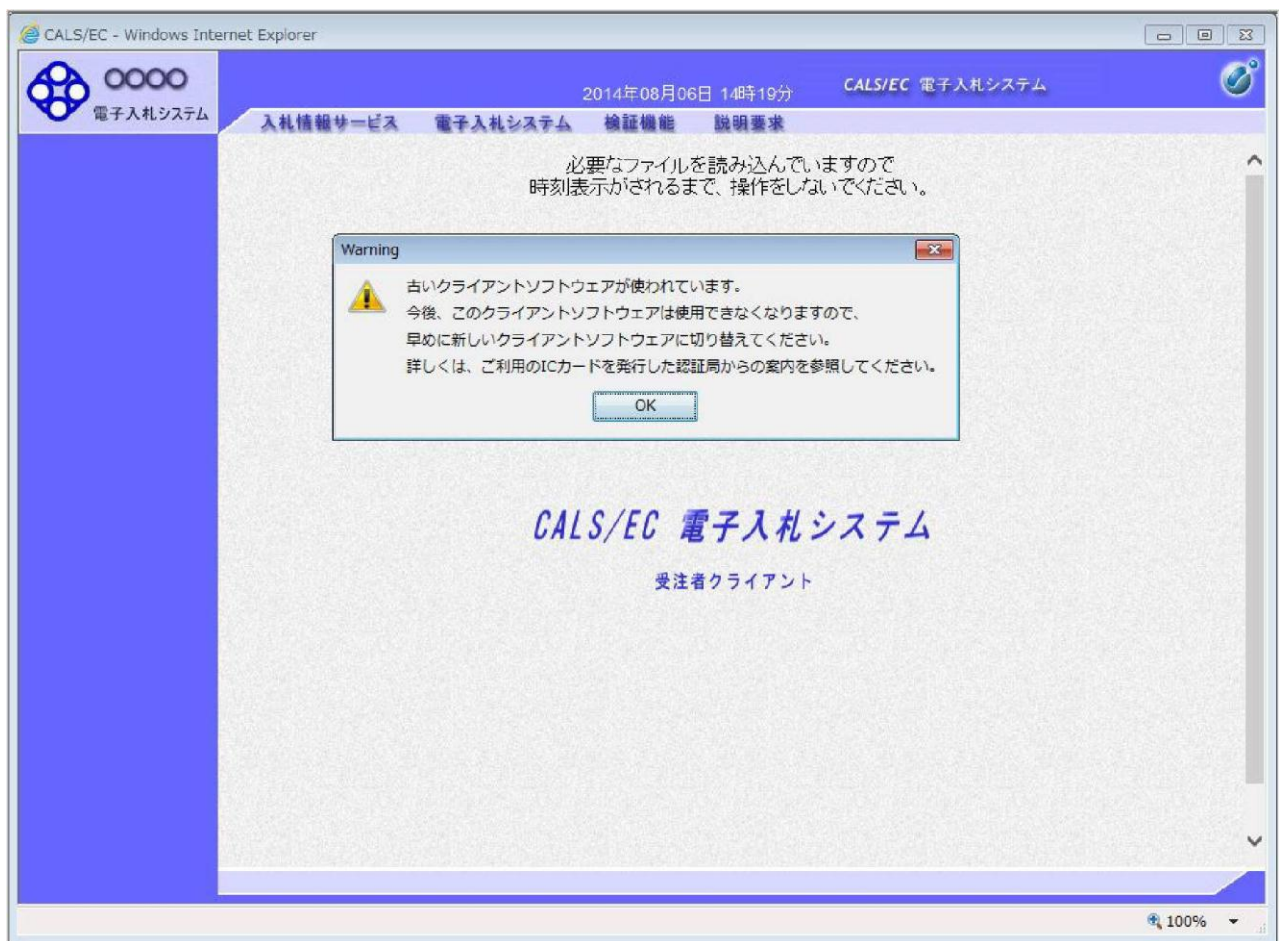 CALS/EC - Windows Internet Explorer
○○○○
電子入札システム
2014年08月06日 14時19分
CALS/EC 電子入札システム
入札情報サービス 電子入札システム 検証機能 説明要求
必要なファイルを読み込んでいますので
時刻表示がされるまで、操作をしないでください。
Warning
古いクライアントソフトウェアが使われています。
今後、このクライアントソフトウェアは使用できなくなりますので、
早めに新しいクライアントソフトウェアに切り替えてください。
詳しくは、ご利用のICカードを発行した認証局からの案内を参照してください。
OK
CALS/EC 電子入札システム
受注者クライアント
100%